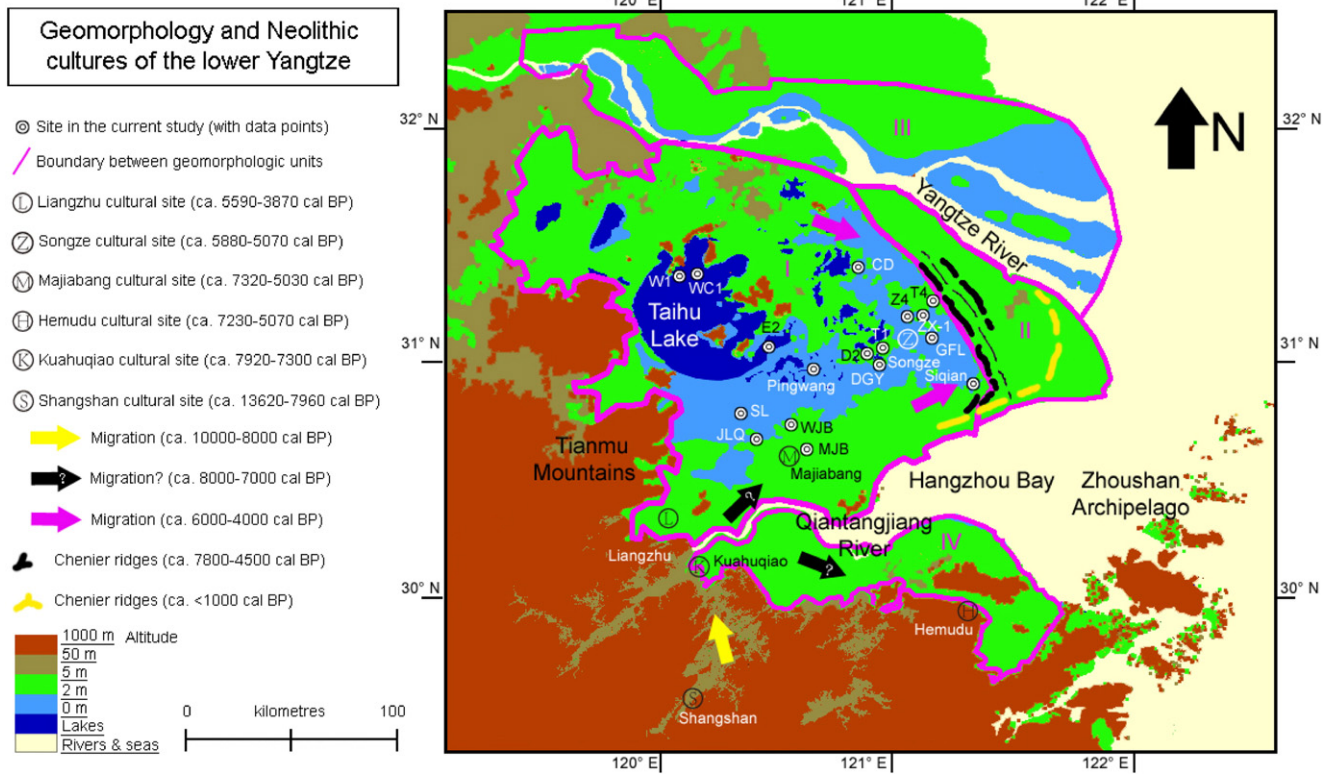 Geomorphology and Neolithic
cultures of the lower Yangtze
Site in the current study (with data points)
Boundary between geomorphologic units
L Liangzhu cultural site (ca. 5590-3870 cal BP)
Z Songze cultural site (ca. 5880-5070 cal BP)
M Majiabang cultural site (ca. 7320-5030 cal BP)
H Hemudu cultural site (ca. 7230-5070 cal BP)
K Kuahuqiao cultural site (ca. 7920-7300 cal BP)
S Shangshan cultural site (ca. 13620-7960 cal BP)
Migration (ca. 10000-8000 cal BP)
? Migration? (ca. 8000-7000 cal BP)
Migration (ca. 6000-4000 cal BP)
Chenier ridges (ca. 7800-4500 cal BP)
Chenier ridges (ca. <1000 cal BP)
1000 m Altitude
50 m
5 m
2 m
0 m
Lakes
Rivers & seas
0 kilometres 100
120° E 121° E 122° E
32° N
31° N
30° N
32° N
31° N
30° N
N
III
Yangtze River
I
II
CD
W1
WC1
Taihu
Lake
Z4
T4
ZX-1
E2
T1
Z
GFL
D2
Songze
DGY
Siqian
Pingwang
SL
WJB
JLQ
MJB
M
Majiabang
Tianmu
Mountains
Hangzhou Bay
Zhoushan
Archipelago
?
L
Liangzhu
Qiantangjiang
River
IV
K
Kuahuqiao
?
H
Hemudu
S
Shangshan
120° E 121° E 122° E